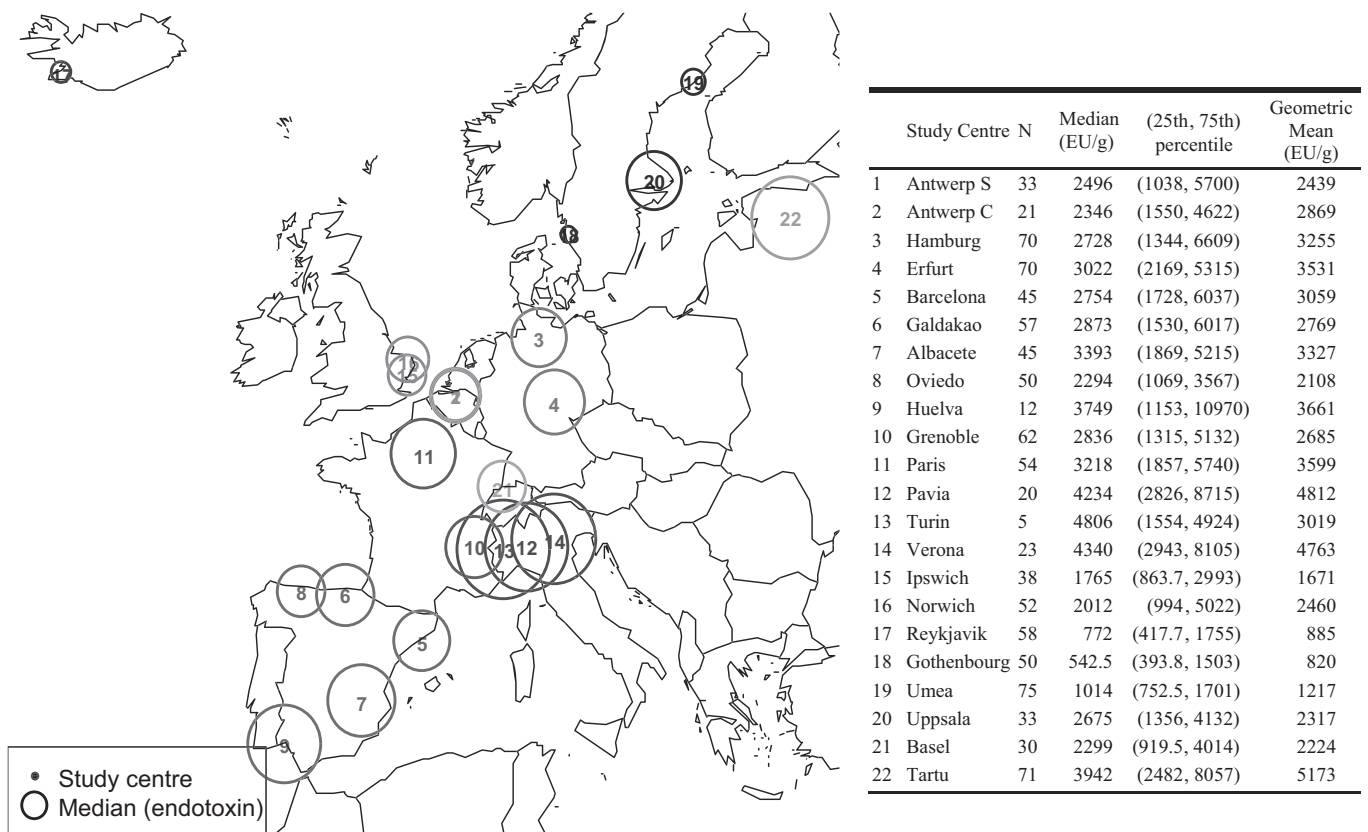 17
19
20
22
18
3
4
11
21
10
13
12
14
8
6
5
7
9
Study centre
Median (endotoxin)
Study Centre N Median (EU/g) (25th, 75th) percentile Geometric Mean (EU/g)
1 Antwerp S 33 2496 (1038, 5700) 2439
2 Antwerp C 21 2346 (1550, 4622) 2869
3 Hamburg 70 2728 (1344, 6609) 3255
4 Erfurt 70 3022 (2169, 5315) 3531
5 Barcelona 45 2754 (1728, 6037) 3059
6 Galdakao 57 2873 (1530, 6017) 2769
7 Albacete 45 3393 (1869, 5215) 3327
8 Oviedo 50 2294 (1069, 3567) 2108
9 Huelva 12 3749 (1153, 10970) 3661
10 Grenoble 62 2836 (1315, 5132) 2685
11 Paris 54 3218 (1857, 5740) 3599
12 Pavia 20 4234 (2826, 8715) 4812
13 Turin 5 4806 (1554, 4924) 3019
14 Verona 23 4340 (2943, 8105) 4763
15 Ipswich 38 1765 (863.7, 2993) 1671
16 Norwich 52 2012 (994, 5022) 2460
17 Reykjavik 58 772 (417.7, 1755) 885
18 Gothenbourg 50 542.5 (393.8, 1503) 820
19 Umea 75 1014 (752.5, 1701) 1217
20 Uppsala 33 2675 (1356, 4132) 2317
21 Basel 30 2299 (919.5, 4014) 2224
22 Tartu 71 3942 (2482, 8057) 5173